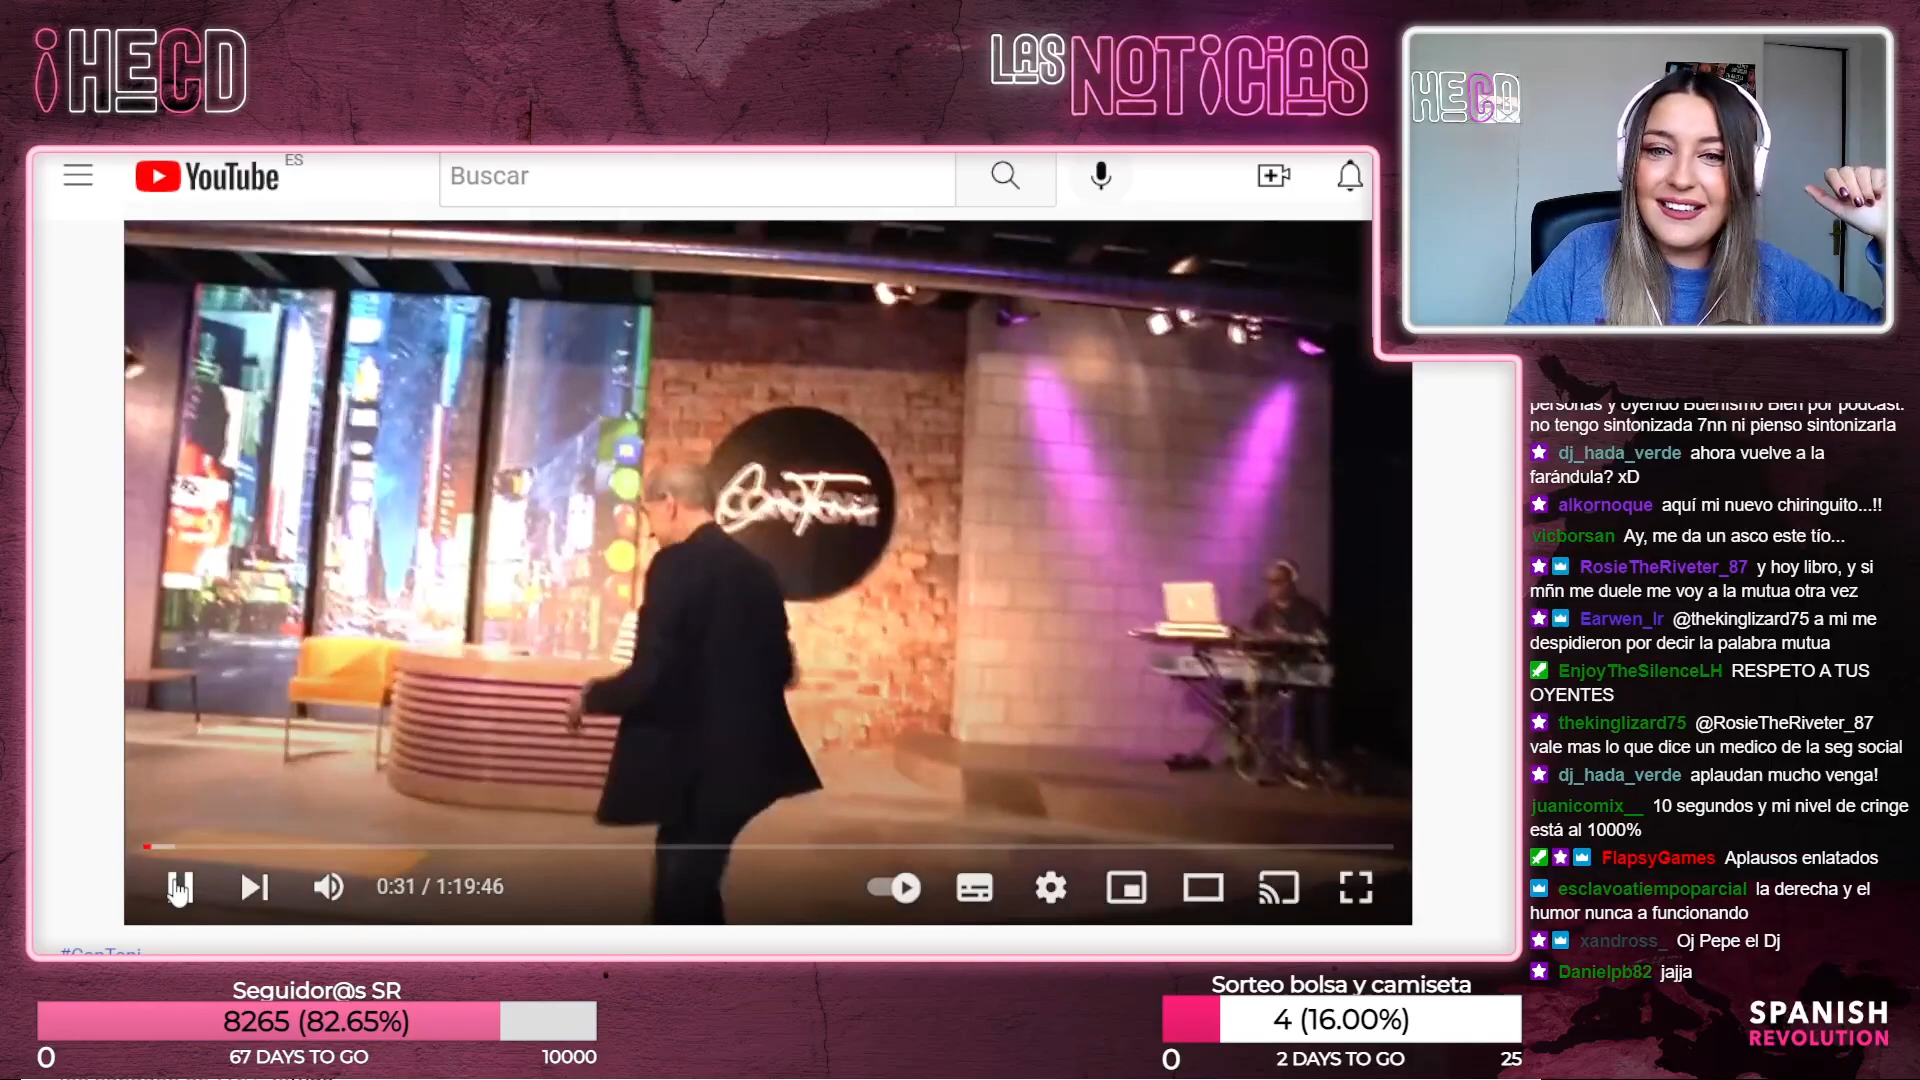 ¡HECD
LAS NOTICIAS
HECD
YouTube ES
Buscar
ConToni
0:31 / 1:19:46
#ConToni
personas y oyendo Buenismo Bien por podcast.
no tengo sintonizada 7nn ni pienso sintonizarla
dj_hada_verde ahora vuelve a la
farándula? xD
alkornoque aquí mi nuevo chiringuito...!!
vicborsan Ay, me da un asco este tío...
RosieTheRiveter_87 y hoy libro, y si
mñn me duele me voy a la mutua otra vez
Earwen_lr @thekinglizard75 a mi me
despidieron por decir la palabra mutua
EnjoyTheSilenceLH RESPETO A TUS
OYENTES
thekinglizard75 @RosieTheRiveter_87
vale mas lo que dice un medico de la seg social
dj_hada_verde aplaudan mucho venga!
juanicomix__ 10 segundos y mi nivel de cringe
está al 1000%
FlapsyGames Aplausos enlatados
esclavoatiempoparcial la derecha y el
humor nunca a funcionando
xandross_ Oj Pepe el Dj
Danielpb82 jajja
Seguidor@s SR
8265 (82.65%)
0 67 DAYS TO GO 10000
Sorteo bolsa y camiseta
4 (16.00%)
0 2 DAYS TO GO 25
SPANISH
REVOLUTION